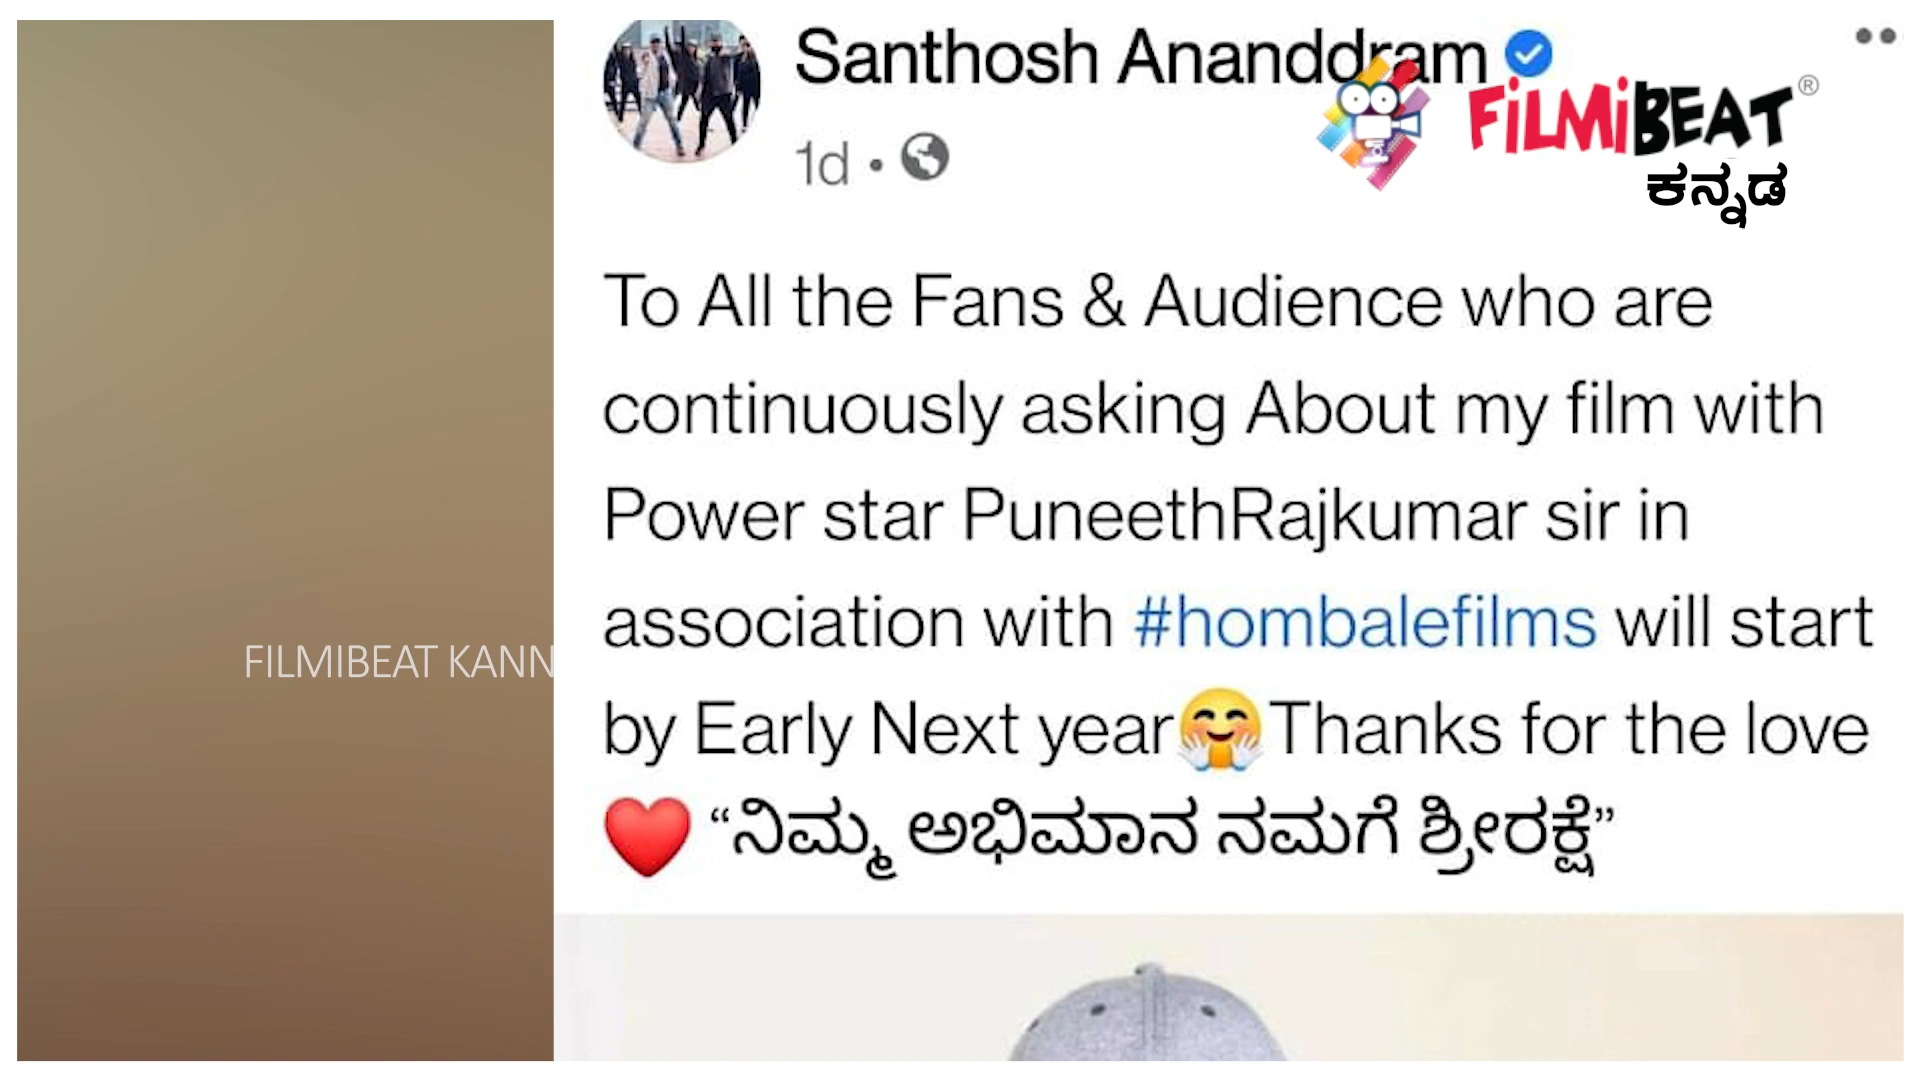 Santhosh Ananddram
1d
FiLMiBEAT®
ಕನ್ನಡ
To All the Fans & Audience who are
continuously asking About my film with
Power star PuneethRajkumar sir in
association with #hombalefilms will start
by Early Next year🤗Thanks for the love
❤️ “ನಿಮ್ಮ ಅಭಿಮಾನ ನಮಗೆ ಶ್ರೀರಕ್ಷೆ”
FILMIBEAT KANN